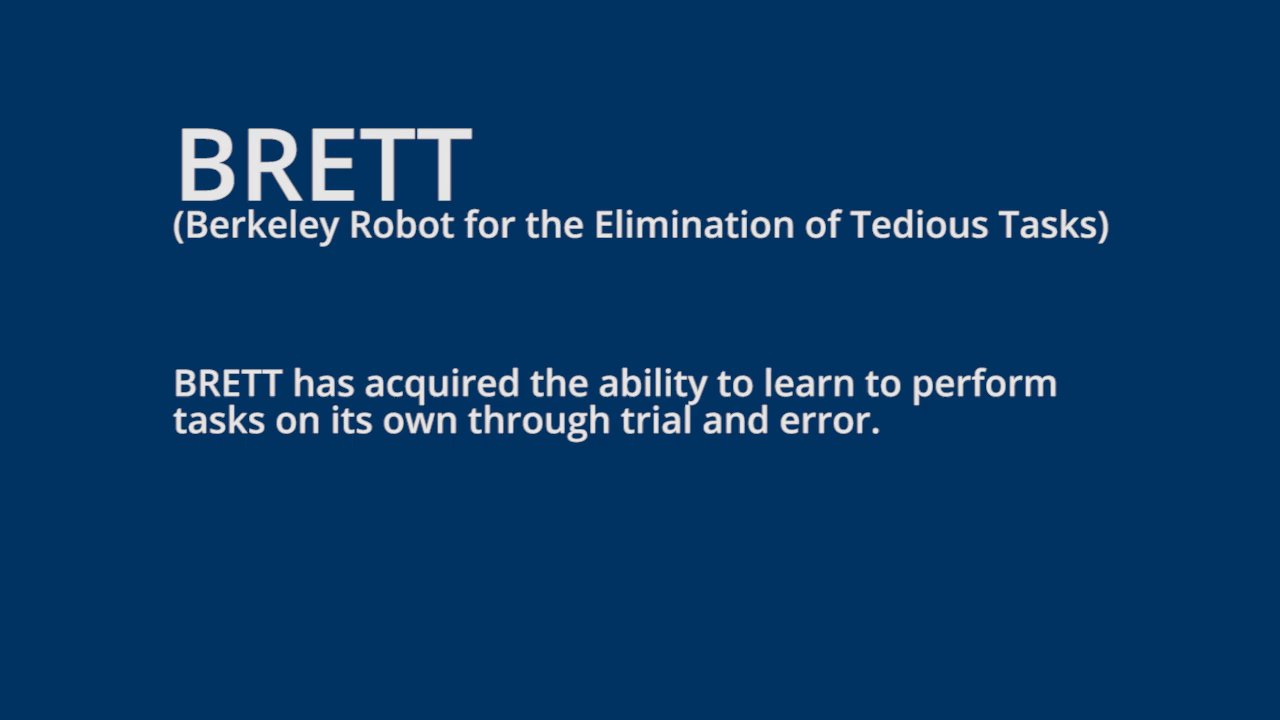 BRETT
(Berkeley Robot for the Elimination of Tedious Tasks)
BRETT has acquired the ability to learn to perform
tasks on its own through trial and error.